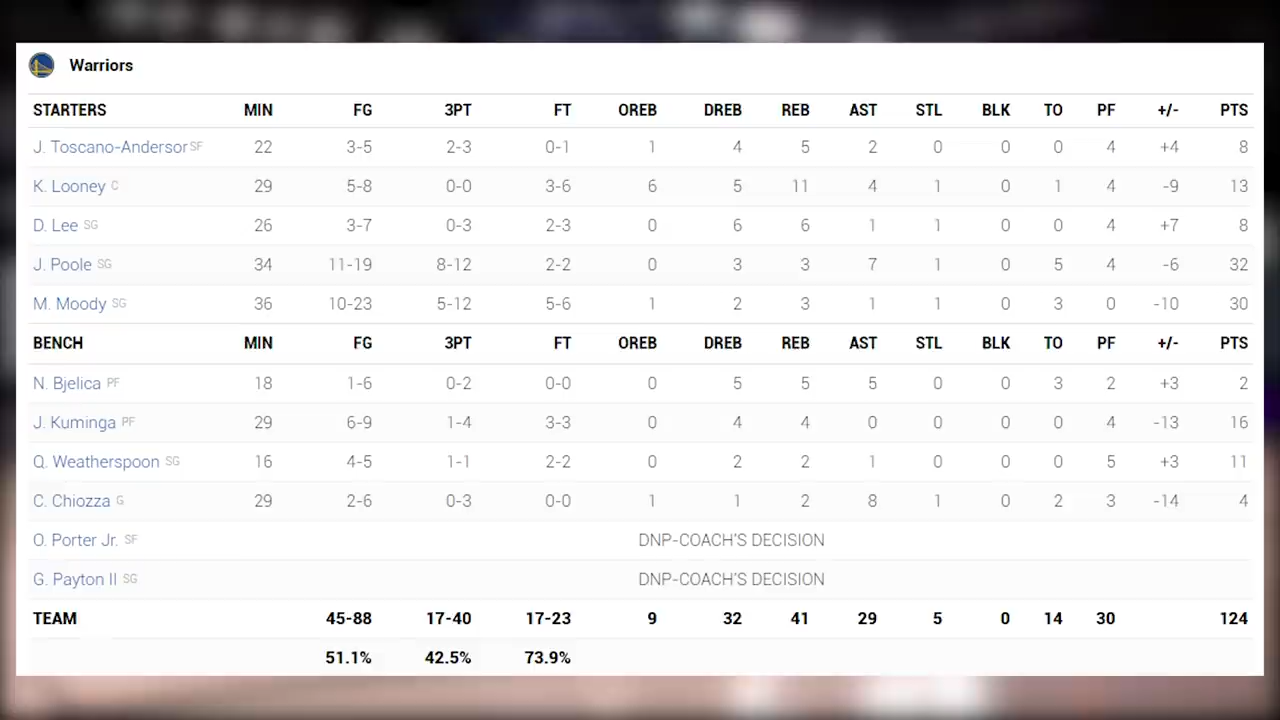 Warriors
STARTERS MIN FG 3PT FT OREB DREB REB AST STL BLK TO PF +/- PTS
J. Toscano-Andersor SF 22 3-5 2-3 0-1 1 4 5 2 0 0 0 4 +4 8
K. Looney C 29 5-8 0-0 3-6 6 5 11 4 1 0 1 4 -9 13
D. Lee SG 26 3-7 0-3 2-3 0 6 6 1 1 0 0 4 +7 8
J. Poole SG 34 11-19 8-12 2-2 0 3 3 7 1 0 5 4 -6 32
M. Moody SG 36 10-23 5-12 5-6 1 2 3 1 1 0 3 0 -10 30
BENCH MIN FG 3PT FT OREB DREB REB AST STL BLK TO PF +/- PTS
N. Bjelica PF 18 1-6 0-2 0-0 0 5 5 5 0 0 3 2 +3 2
J. Kuminga PF 29 6-9 1-4 3-3 0 4 4 0 0 0 0 4 -13 16
Q. Weatherspoon SG 16 4-5 1-1 2-2 0 2 2 1 0 0 0 5 +3 11
C. Chiozza G 29 2-6 0-3 0-0 1 1 2 8 1 0 2 3 -14 4
O. Porter Jr. SF DNP-COACH'S DECISION
G. Payton II SG DNP-COACH'S DECISION
TEAM 45-88 17-40 17-23 9 32 41 29 5 0 14 30 124
51.1% 42.5% 73.9%